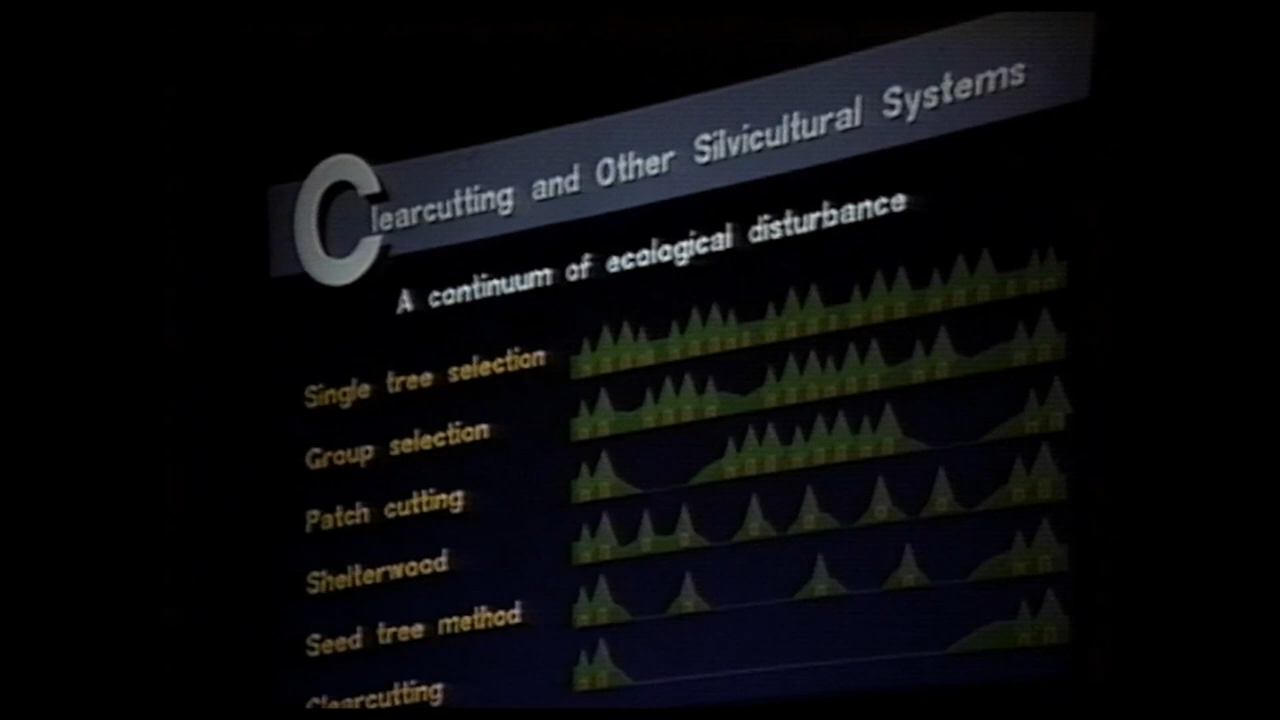 Clearcutting and Other Silvicultural Systems
A continuum of ecological disturbance
Single tree selection
Group selection
Patch cutting
Shelterwood
Seed tree method
Clearcutting